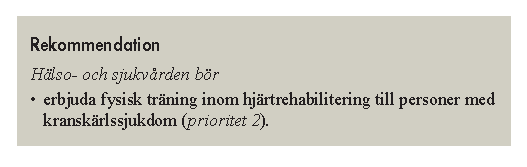 Rekommendation
Hälso- och sjukvården bör
• erbjuda fysisk träning inom hjärtrehabilitering till personer med
kranskärlssjukdom (prioritet 2).